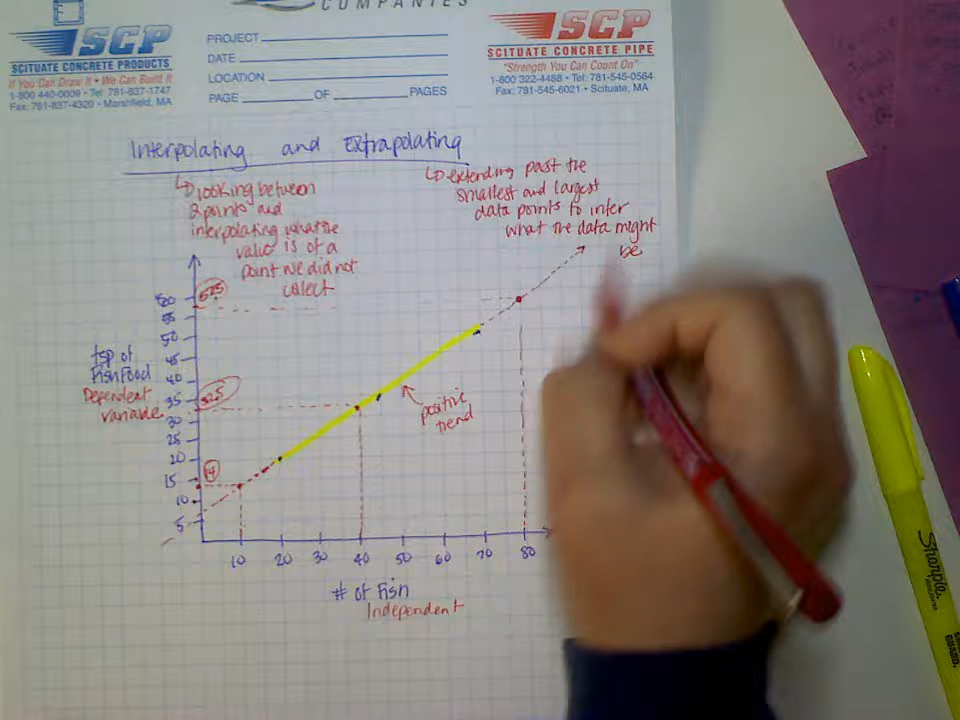 COMPANIES
SCP
SCITUATE CONCRETE PRODUCTS
If You Can Draw It • We Can Build It
1-800 440-0009 • Tel 781-837-1747
Fax: 781-837-4320 • Marshfield, MA
PROJECT
DATE
LOCATION
PAGE OF PAGES
SCP
SCITUATE CONCRETE PIPE
"Strength You Can Count On"
1-800 322-4488 • Tel: 781-545-0564
Fax: 781-545-6021 • Scituate, MA
Interpolating and Extrapolating
looking between
2 points and
interpolating what the
value is of a
point we did not
collect
extending past the
smallest and largest
data points to infer
what the data might
be
60
55
50
45
40
35
30
25
20
15
10
5
32.5
14
tsp of
Fish Food
Dependent
variable
positive
trend
10 20 30 40 50 60 70 80
# of Fish
Independent
Sharpie